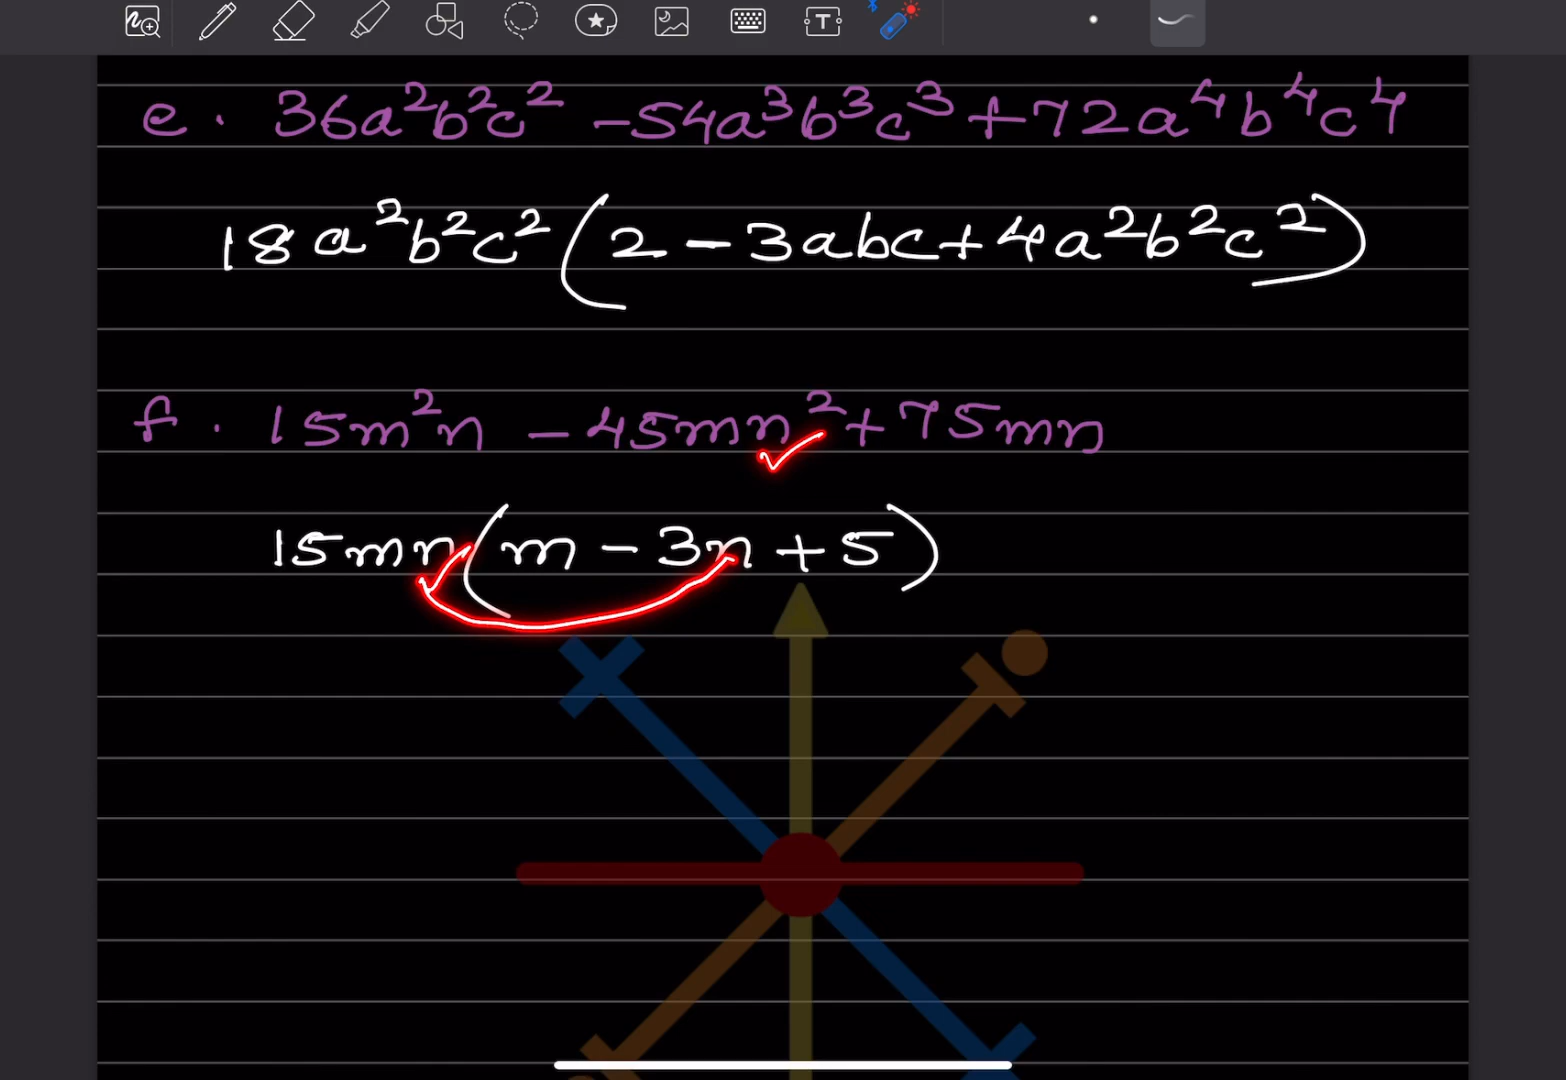 e. 36a²b²c² -54a³b³c³ +72a⁴b⁴c⁴
18a²b²c²(2 - 3abc + 4a²b²c²)
f. 15m²n - 45mn² + 75mn
15mn(m - 3n + 5)